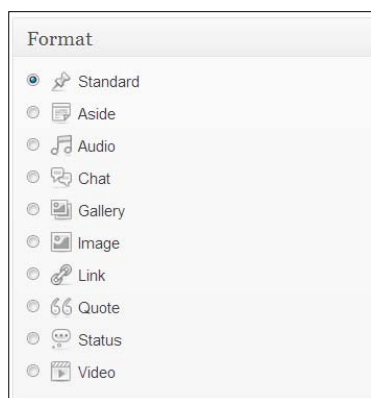 Format
Standard
Aside
Audio
Chat
Gallery
Image
Link
Quote
Status
Video